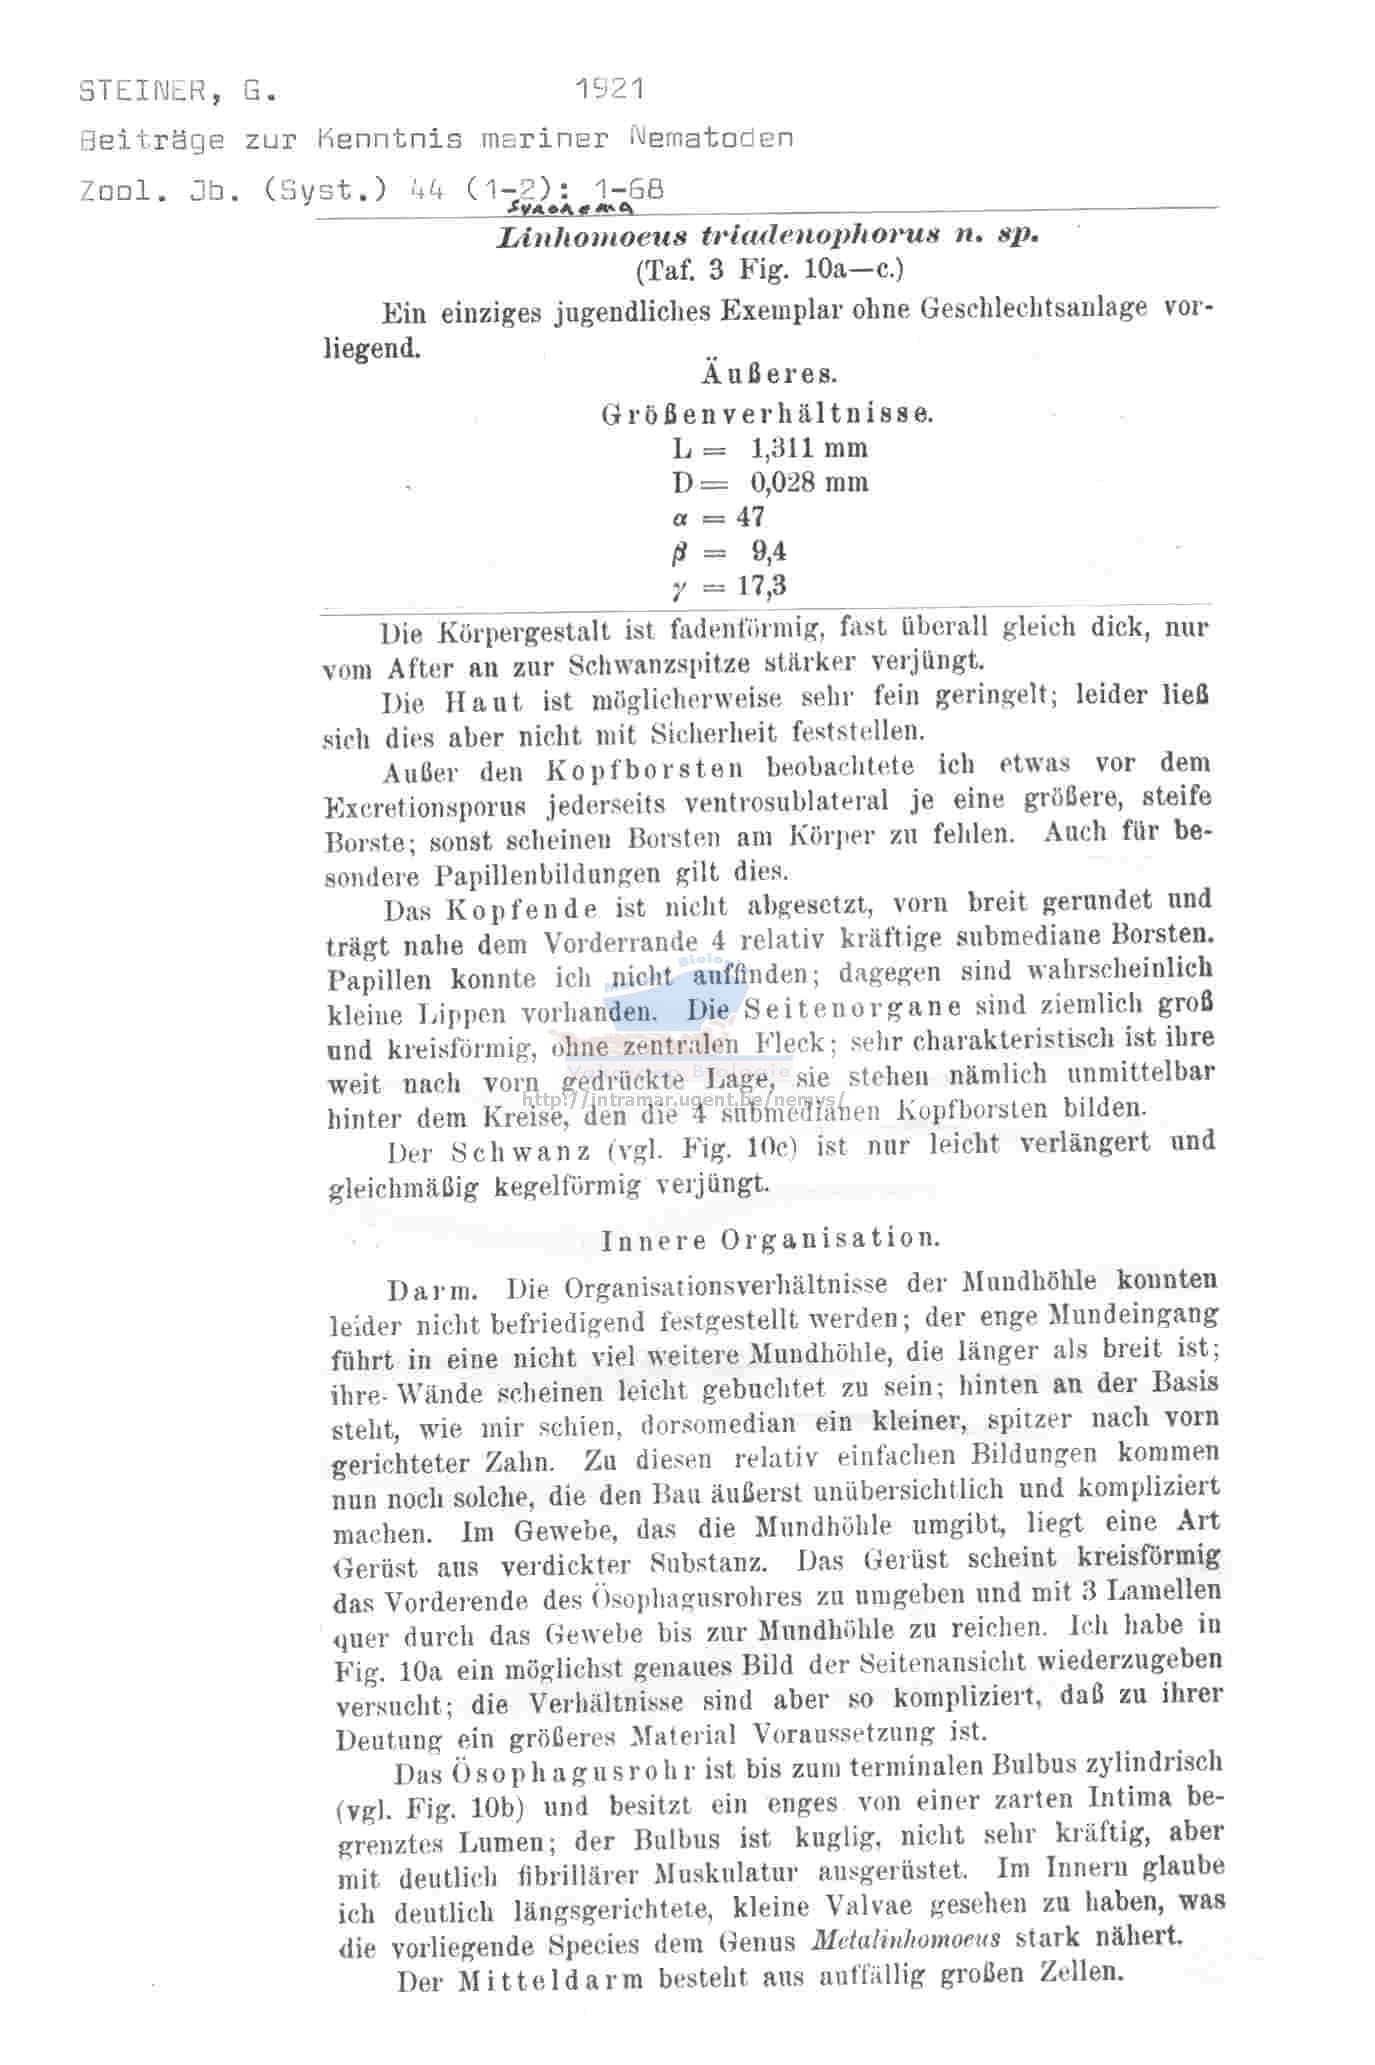 STEINER, G. 1921
Beiträge zur Kenntnis mariner Nematoden
Zool. Jb. (Syst.) 44 (1-2): 1-68
Synonema
Linhomoeus triadenophorus n. sp.
(Taf. 3 Fig. 10a—c.)
Ein einziges jugendliches Exemplar ohne Geschlechtsanlage vor-
liegend.
Äußeres.
Größenverhältnisse.
L = 1,311 mm
D = 0,028 mm
α = 47
β = 9,4
γ = 17,3
Die Körpergestalt ist fadenförmig, fast überall gleich dick, nur
vom After an zur Schwanzspitze stärker verjüngt.
Die Haut ist möglicherweise sehr fein geringelt; leider ließ
sich dies aber nicht mit Sicherheit feststellen.
Außer den Kopfborsten beobachtete ich etwas vor dem
Excretionsporus jederseits ventrosublateral je eine größere, steife
Borste; sonst scheinen Borsten am Körper zu fehlen. Auch für be-
sondere Papillenbildungen gilt dies.
Das Kopfende ist nicht abgesetzt, vorn breit gerundet und
trägt nahe dem Vorderrande 4 relativ kräftige submediane Borsten.
Papillen konnte ich nicht auffinden; dagegen sind wahrscheinlich
kleine Lippen vorhanden. Die Seitenorgane sind ziemlich groß
und kreisförmig, ohne zentralen Fleck; sehr charakteristisch ist ihre
weit nach vorn gedrückte Lage, sie stehen nämlich unmittelbar
http://intramar.ugent.be/nemys/
hinter dem Kreise, den die 4 submedianen Kopfborsten bilden.
Der Schwanz (vgl. Fig. 10c) ist nur leicht verlängert und
gleichmäßig kegelförmig verjüngt.
Innere Organisation.
Darm. Die Organisationsverhältnisse der Mundhöhle konnten
leider nicht befriedigend festgestellt werden; der enge Mundeingang
führt in eine nicht viel weitere Mundhöhle, die länger als breit ist;
ihre Wände scheinen leicht gebuchtet zu sein; hinten an der Basis
steht, wie mir schien, dorsomedian ein kleiner, spitzer nach vorn
gerichteter Zahn. Zu diesen relativ einfachen Bildungen kommen
nun noch solche, die den Bau äußerst unübersichtlich und kompliziert
machen. Im Gewebe, das die Mundhöhle umgibt, liegt eine Art
Gerüst aus verdickter Substanz. Das Gerüst scheint kreisförmig
das Vorderende des Ösophagusrohres zu umgeben und mit 3 Lamellen
quer durch das Gewebe bis zur Mundhöhle zu reichen. Ich habe in
Fig. 10a ein möglichst genaues Bild der Seitenansicht wiederzugeben
versucht; die Verhältnisse sind aber so kompliziert, daß zu ihrer
Deutung ein größeres Material Voraussetzung ist.
Das Ösophagusrohr ist bis zum terminalen Bulbus zylindrisch
(vgl. Fig. 10b) und besitzt ein enges von einer zarten Intima be-
grenztes Lumen; der Bulbus ist kuglig, nicht sehr kräftig, aber
mit deutlich fibrillärer Muskulatur ausgerüstet. Im Innern glaube
ich deutlich längsgerichtete, kleine Valvae gesehen zu haben, was
die vorliegende Species dem Genus Metalinhomoeus stark nähert.
Der Mitteldarm besteht aus auffällig großen Zellen.